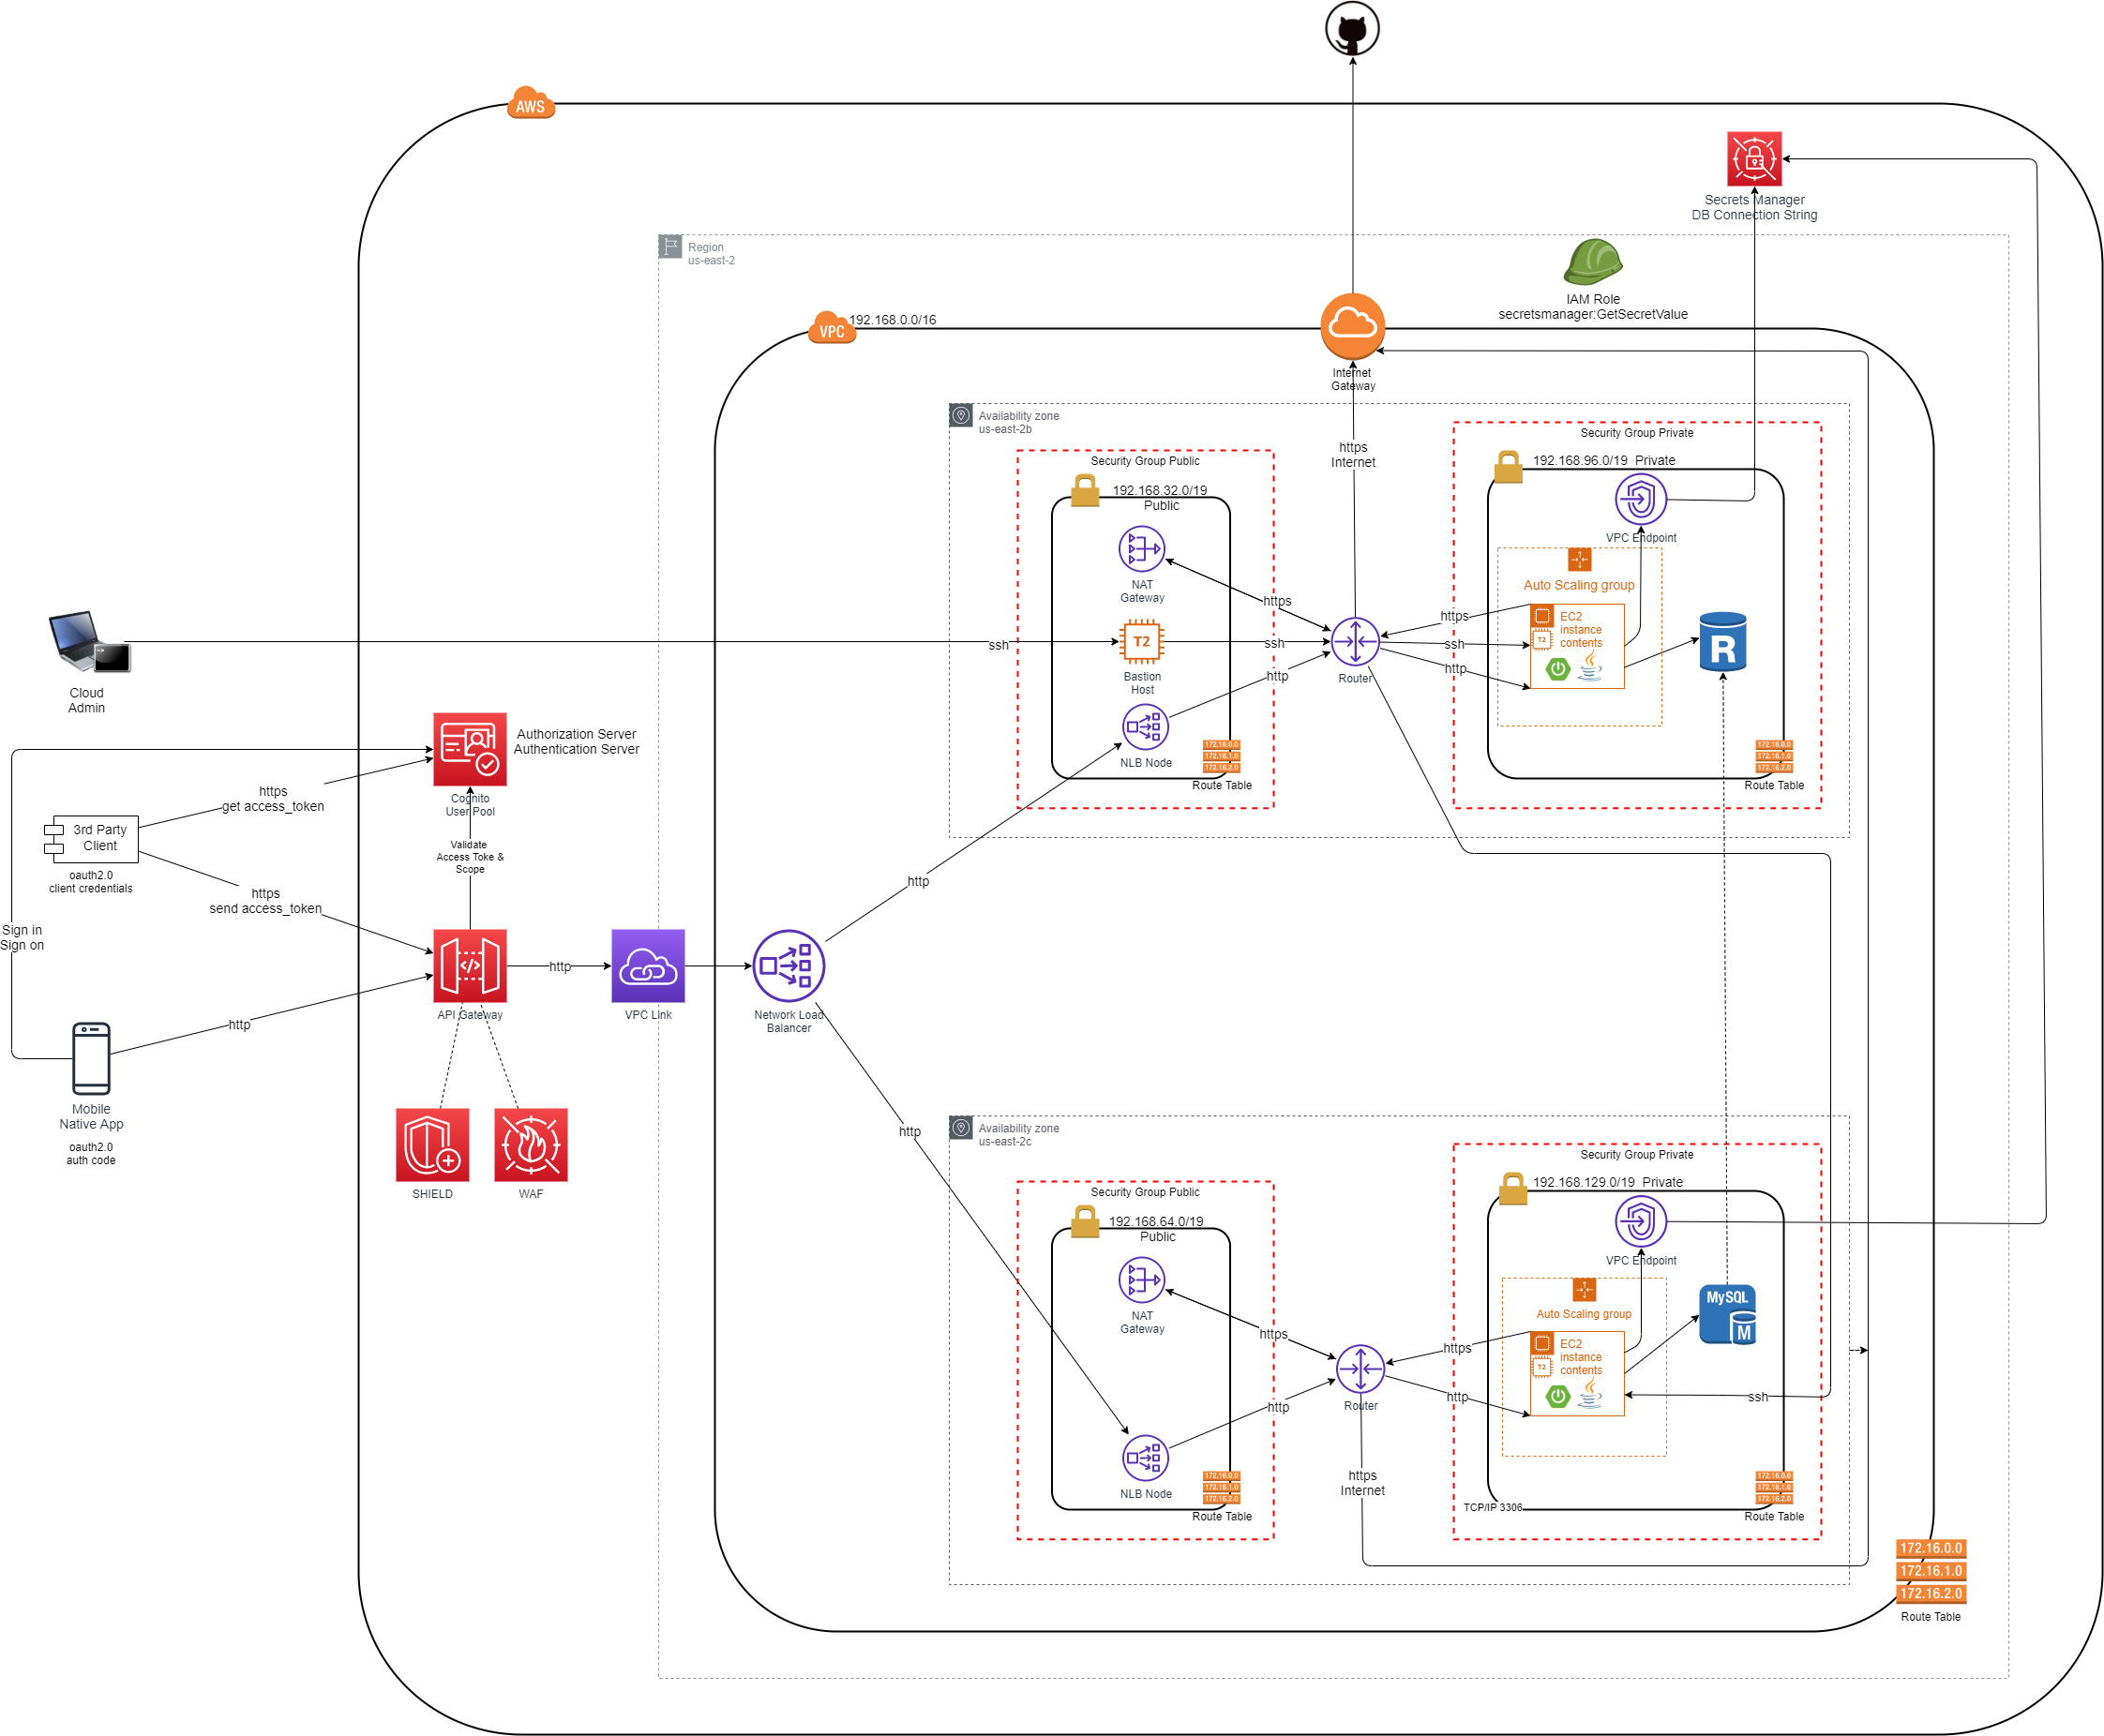 AWS
Secrets Manager
DB Connection String
Region
us-east-2
IAM Role
secretsmanager:GetSecretValue
VPC
192.168.0.0/16
Internet
Gateway
Availability zone
us-east-2b
https
Internet
Security Group Public
192.168.32.0/19
Public
NAT
Gateway
https
ssh
T2
ssh
Bastion
Host
http
NLB Node
172.16.0.0
172.16.1.0
172.16.2.0
Route Table
Router
Security Group Private
192.168.96.0/19 Private
VPC Endpoint
Auto Scaling group
https
ssh
http
EC2
instance
contents
T2
R
172.16.0.0
172.16.1.0
172.16.2.0
Route Table
Cloud
Admin
Authorization Server
Authentication Server
Cognito
User Pool
https
get access_token
3rd Party
Client
oauth2.0
client credentials
Validate
Access Toke &
Scope
https
send access_token
Sign in
Sign on
http
API Gateway
http
VPC Link
Network Load
Balancer
http
http
Mobile
Native App
oauth2.0
auth code
SHIELD
WAF
Availability zone
us-east-2c
Security Group Public
192.168.64.0/19
Public
NAT
Gateway
https
http
NLB Node
172.16.0.0
172.16.1.0
172.16.2.0
Route Table
Router
https
Internet
Security Group Private
192.168.129.0/19 Private
VPC Endpoint
Auto Scaling group
https
http
EC2
instance
contents
T2
MySQL
M
ssh
TCP/IP 3306
172.16.0.0
172.16.1.0
172.16.2.0
Route Table
172.16.0.0
172.16.1.0
172.16.2.0
Route Table